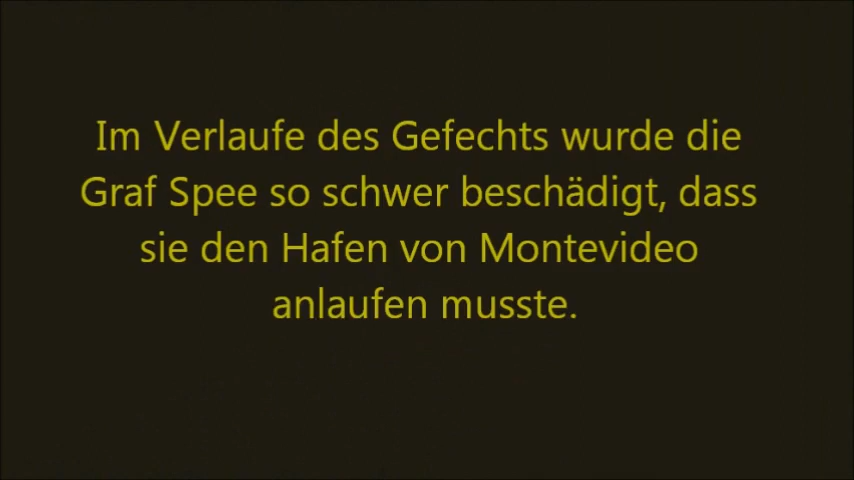 Im Verlaufe des Gefechts wurde die
Graf Spee so schwer beschädigt, dass
sie den Hafen von Montevideo
anlaufen musste.